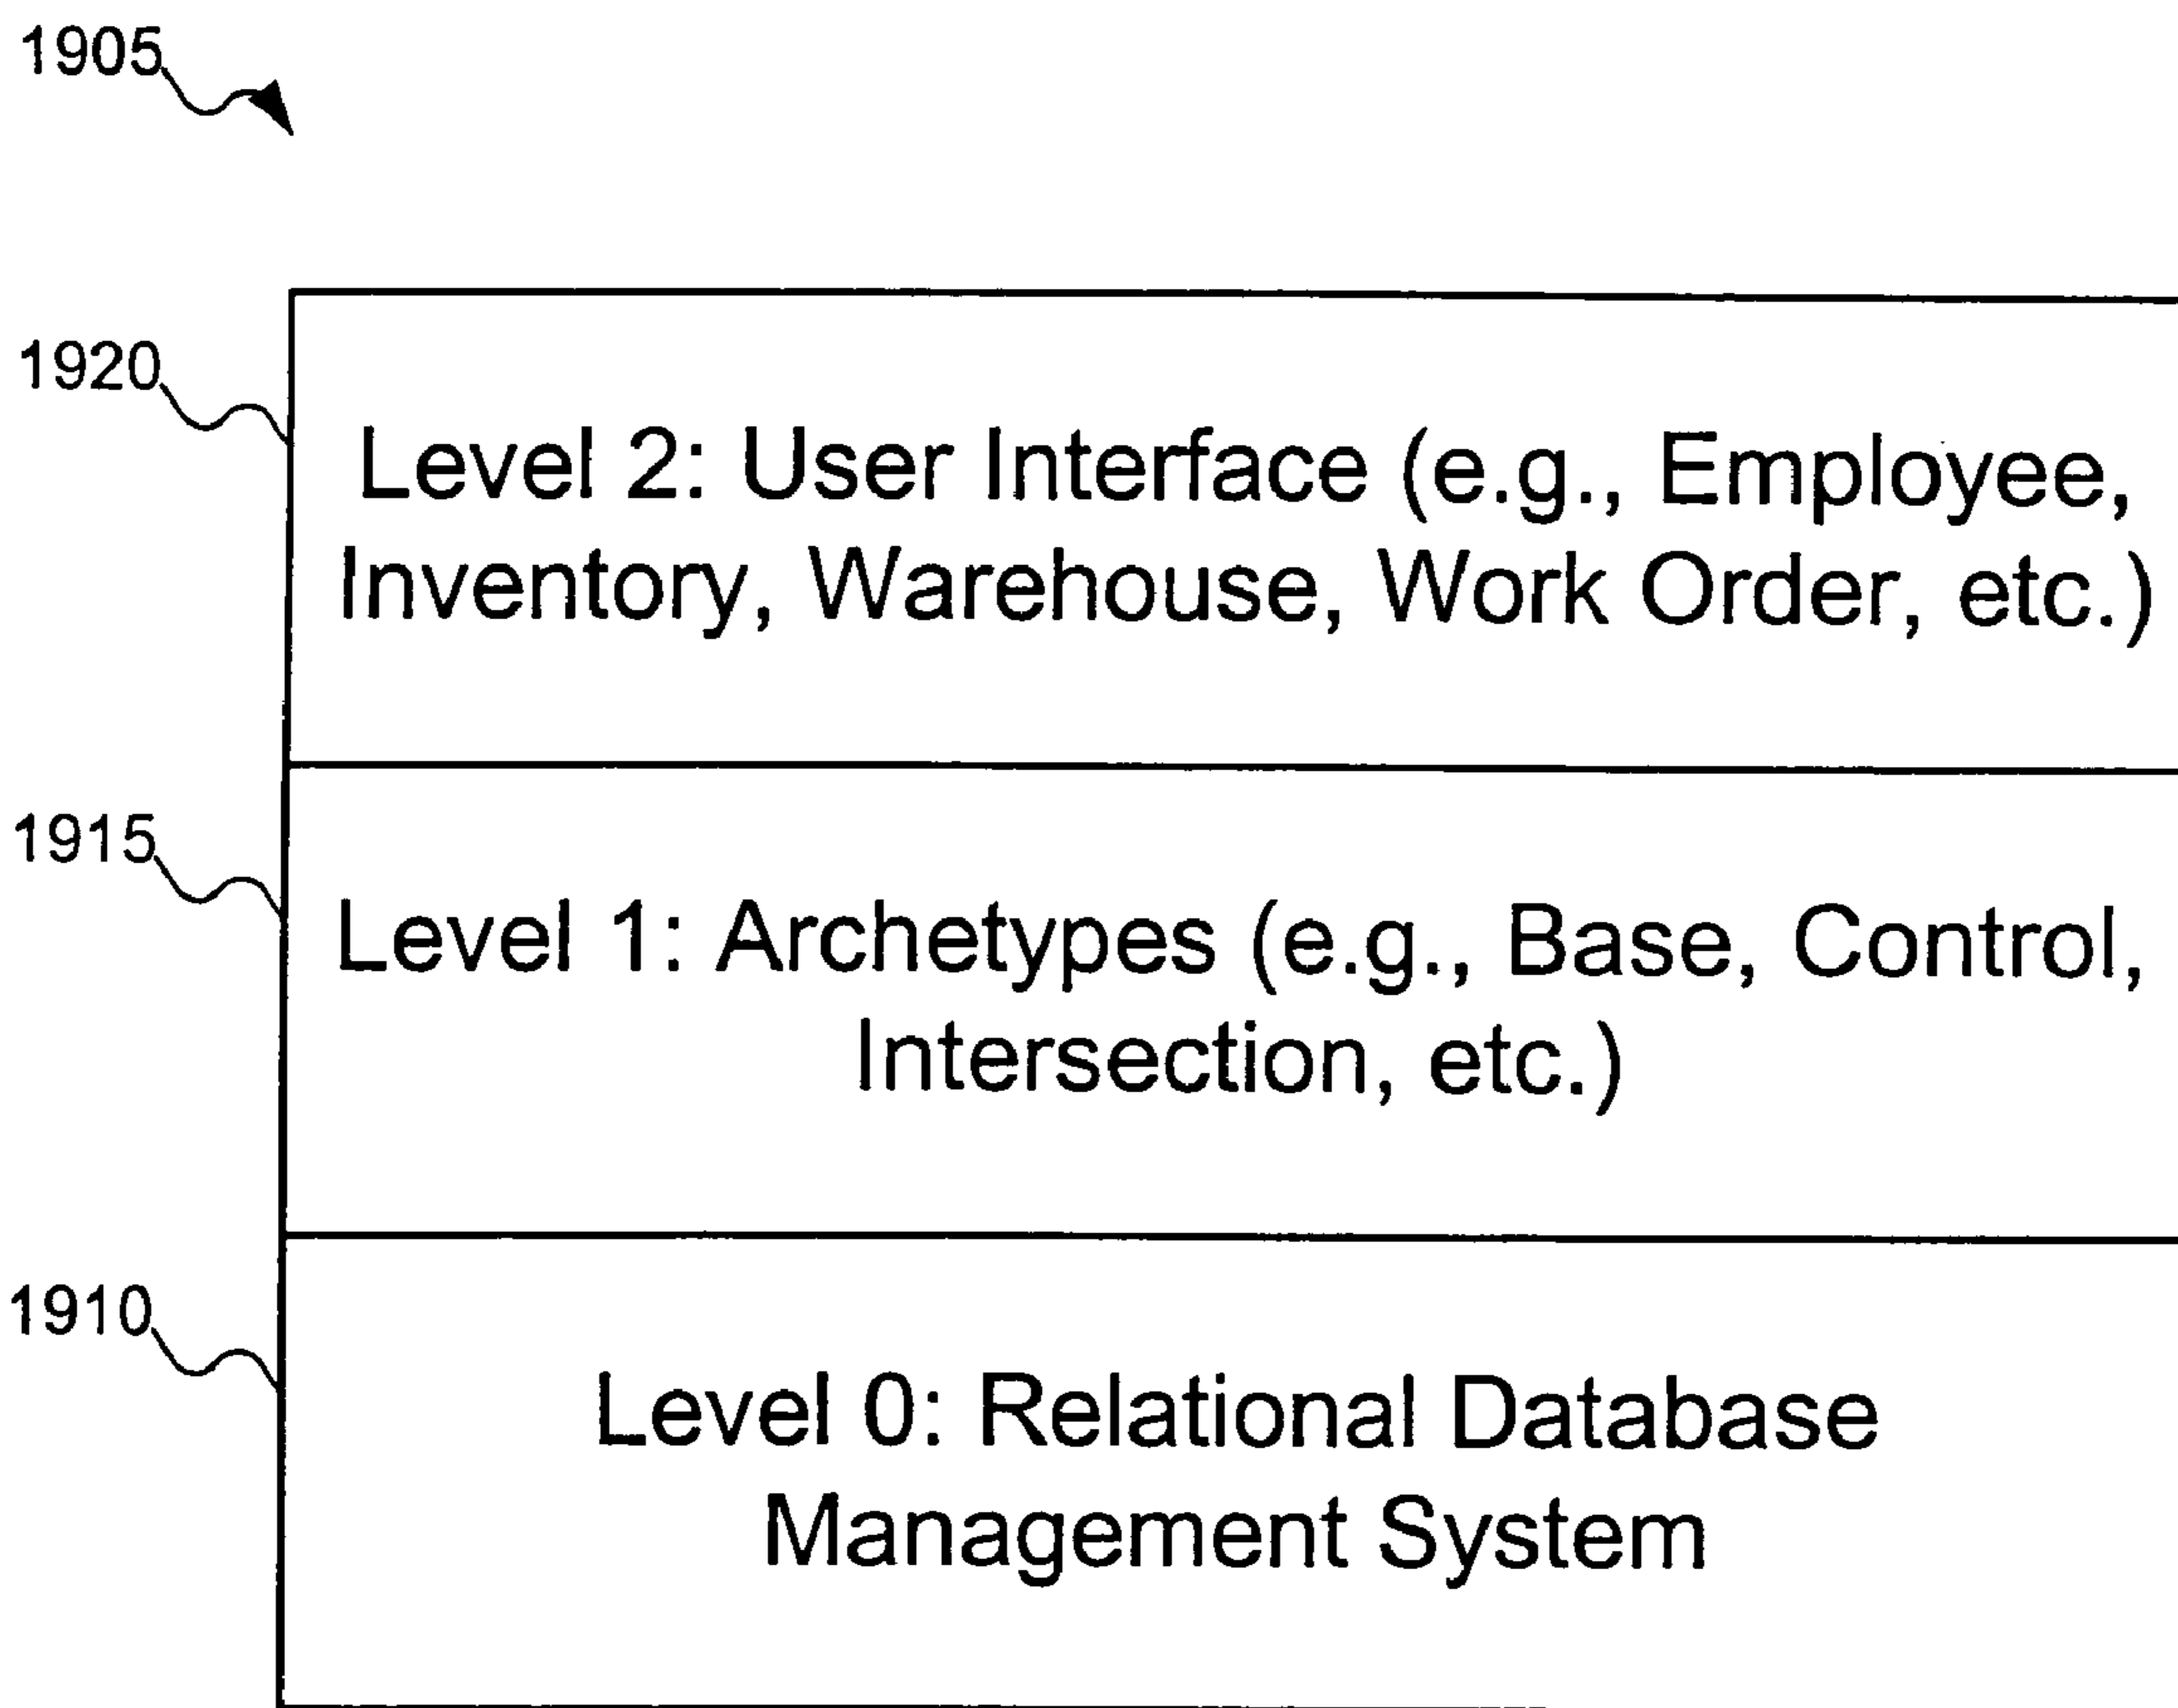 1905
1920
Level 2: User Interface (e.g., Employee,
Inventory, Warehouse, Work Order, etc.)
1915
Level 1: Archetypes (e.g., Base, Control,
Intersection, etc.)
1910
Level 0: Relational Database
Management System